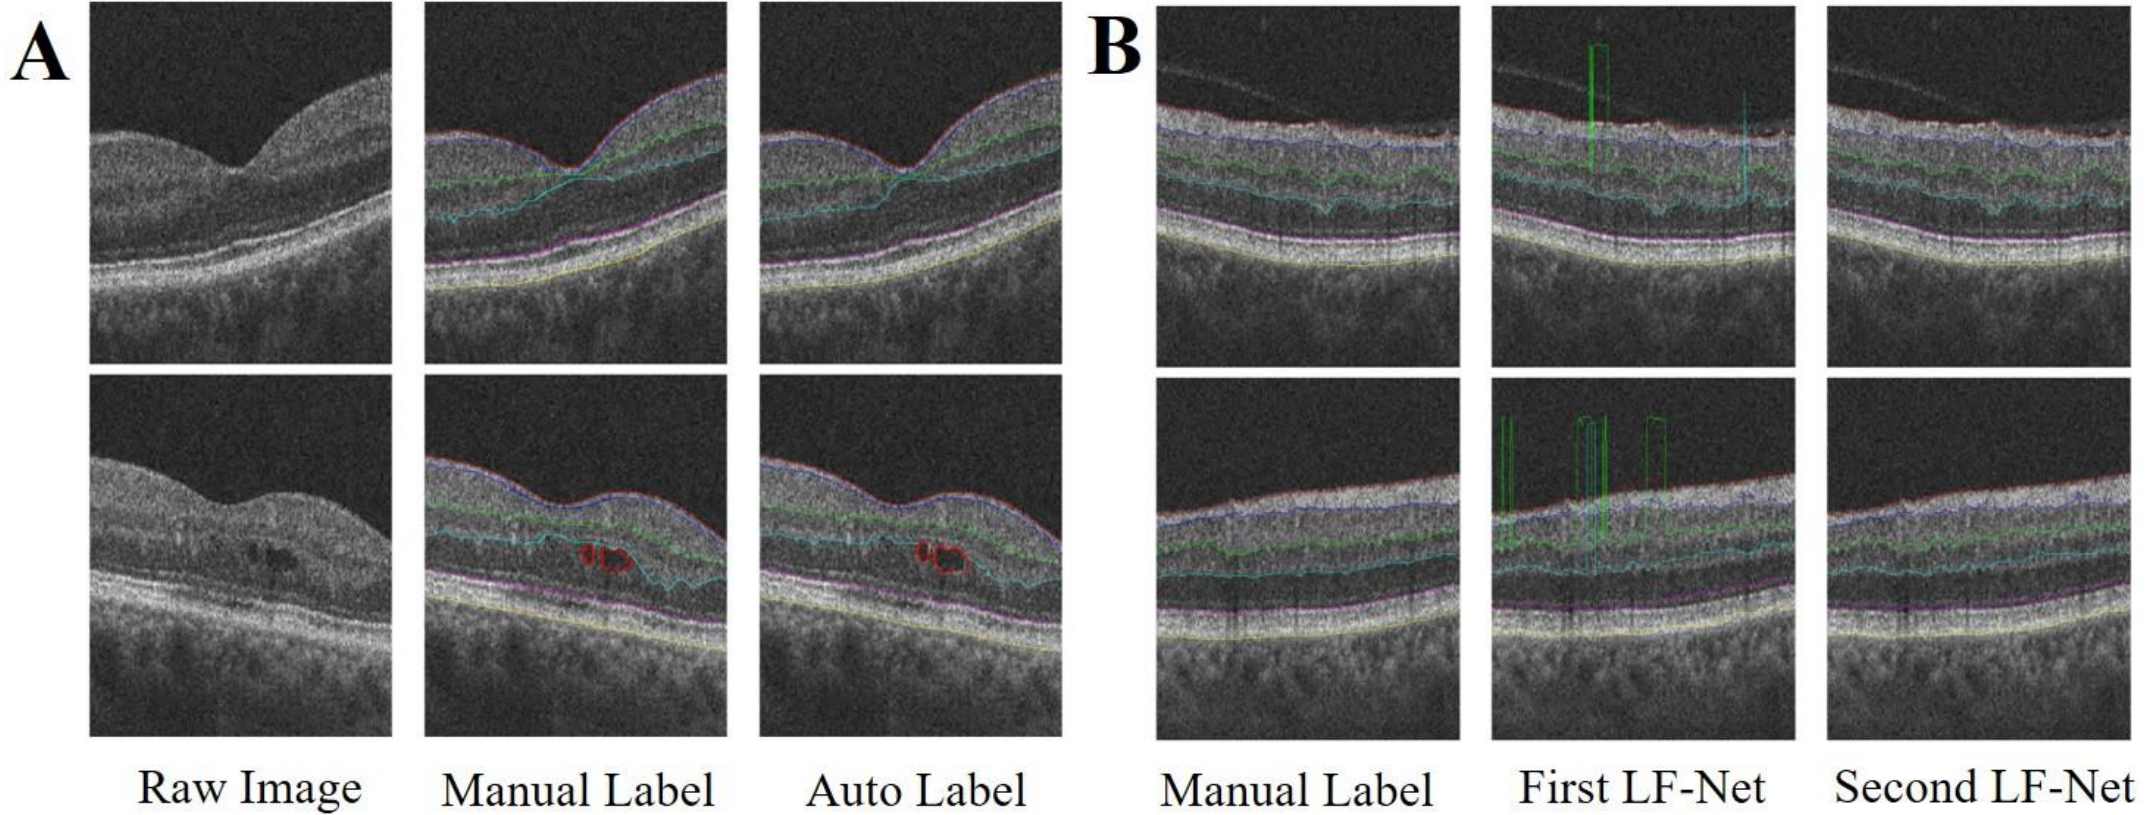 A
B
Raw Image
Manual Label
Auto Label
Manual Label
First LF-Net
Second LF-Net